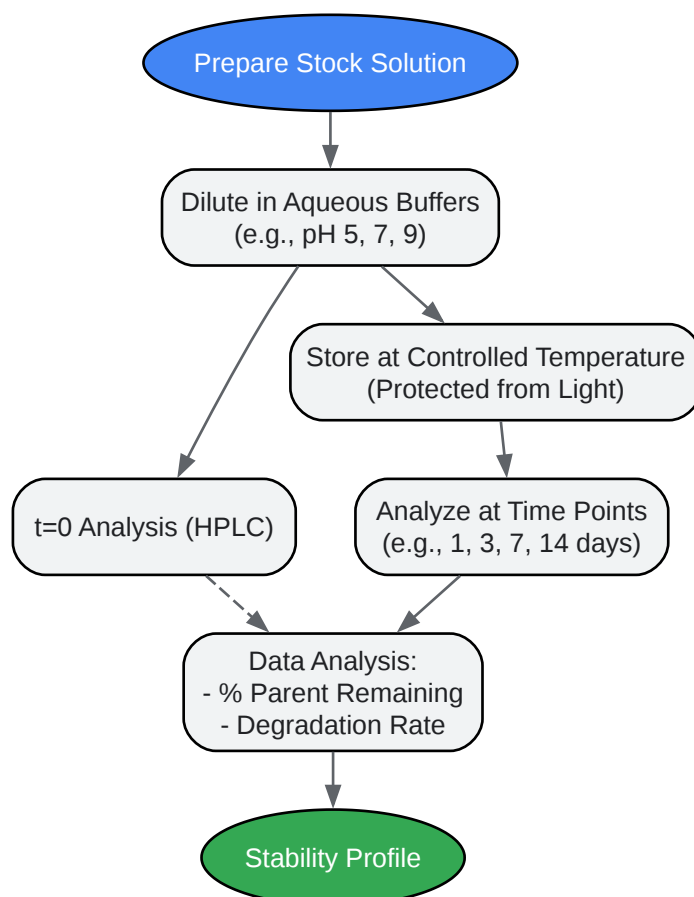 Prepare Stock Solution
Dilute in Aqueous Buffers
(e.g., pH 5, 7, 9)
Store at Controlled Temperature
(Protected from Light)
t=0 Analysis (HPLC)
Analyze at Time Points
(e.g., 1, 3, 7, 14 days)
Data Analysis:
- % Parent Remaining
- Degradation Rate
Stability Profile